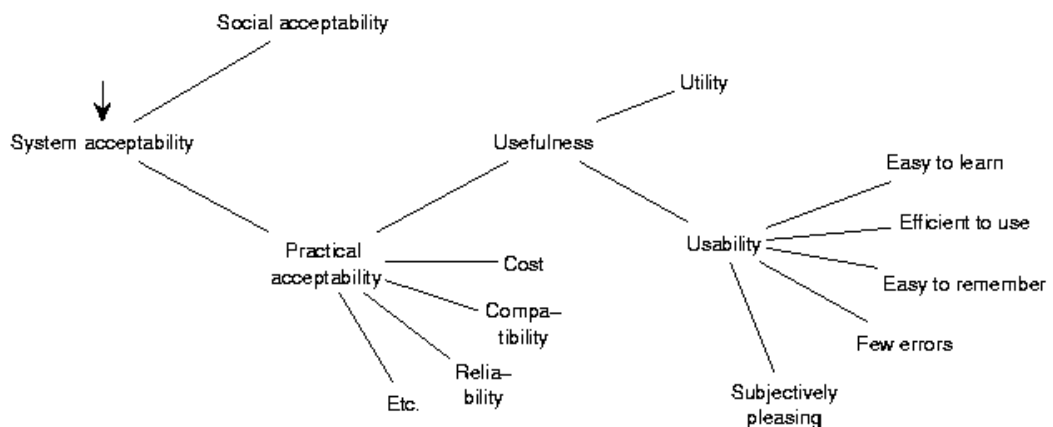 Social acceptability
Utility
System acceptability
Usefulness
Easy to learn
Efficient to use
Usability
Practical
acceptability
Cost
Easy to remember
Compa–
tibility
Few errors
Relia–
bility
Etc.
Subjectively
pleasing